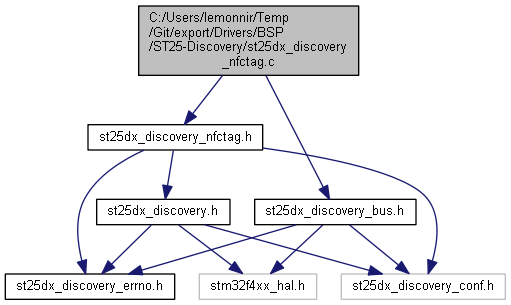 C:/Users/lemonnir/Temp
/Git/export/Drivers/BSP
/ST25-Discovery/st25dx_discovery
_nfctag.c
st25dx_discovery_nfctag.h
st25dx_discovery.h
st25dx_discovery_bus.h
st25dx_discovery_errno.h
stm32f4xx_hal.h
st25dx_discovery_conf.h